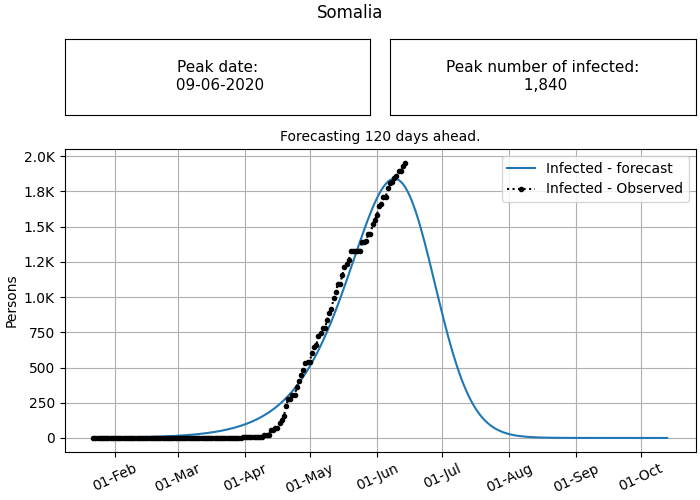 Somalia
Peak date:
09-06-2020
Peak number of infected:
1,840
Forecasting 120 days ahead.
2.0K
1.8K
1.5K
1.2K
1.0K
750
500
250
0
Persons
Infected - forecast
Infected - Observed
01-Feb
01-Mar
01-Apr
01-May
01-Jun
01-Jul
01-Aug
01-Sep
01-Oct